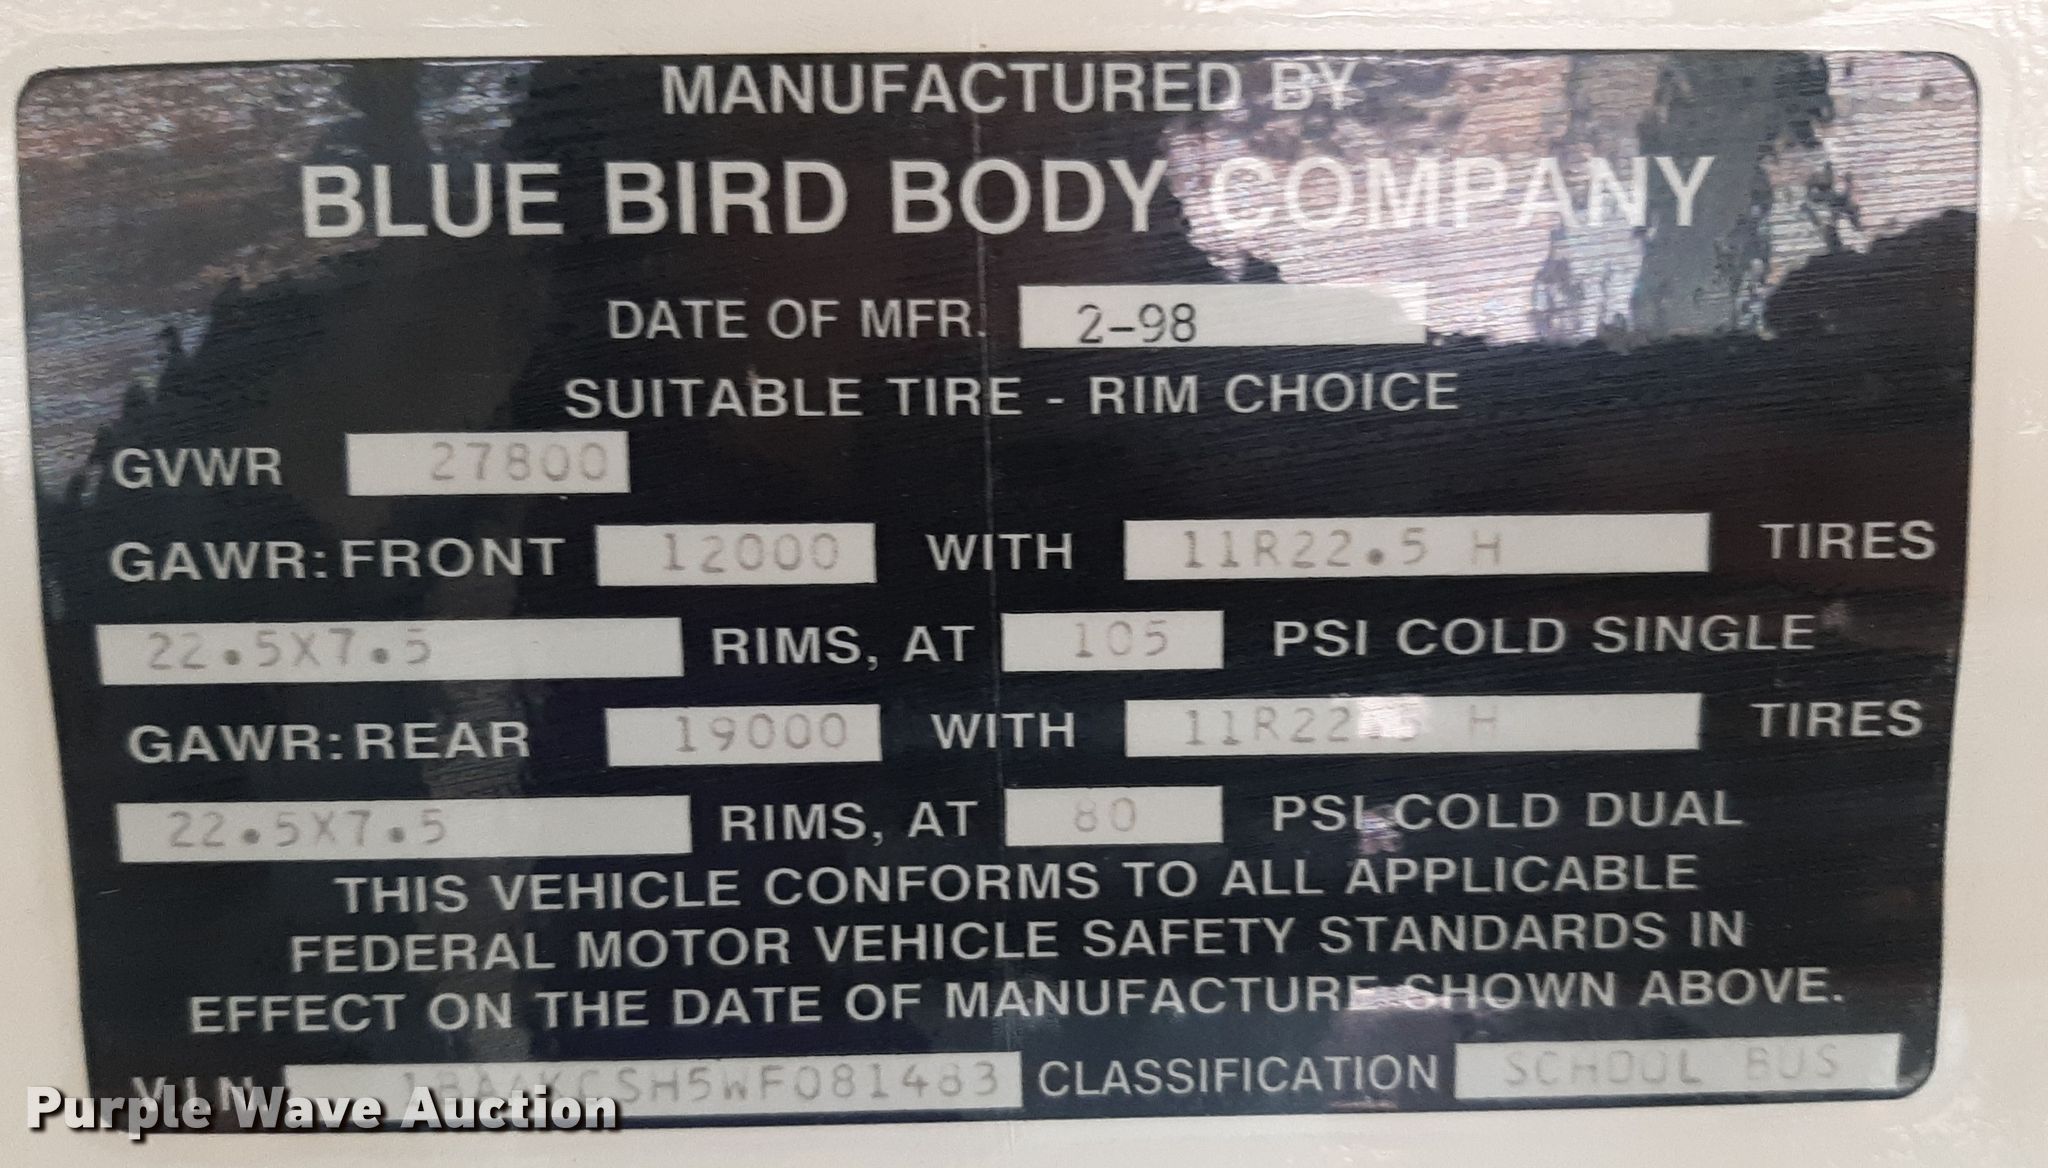 MANUFACTURED BY
BLUE BIRD BODY COMPANY
DATE OF MFR. 2-98
SUITABLE TIRE - RIM CHOICE
GVWR 27800
GAWR: FRONT 12000 WITH 11R22.5 H TIRES
22.5X7.5 RIMS, AT 105 PSI COLD SINGLE
GAWR: REAR 19000 WITH 11R22.5 H TIRES
22.5X7.5 RIMS, AT 80 PSI COLD DUAL
THIS VEHICLE CONFORMS TO ALL APPLICABLE
FEDERAL MOTOR VEHICLE SAFETY STANDARDS IN
EFFECT ON THE DATE OF MANUFACTURE SHOWN ABOVE.
VIN CLASSIFICATION SCHOOL BUS
Purple Wave Auction